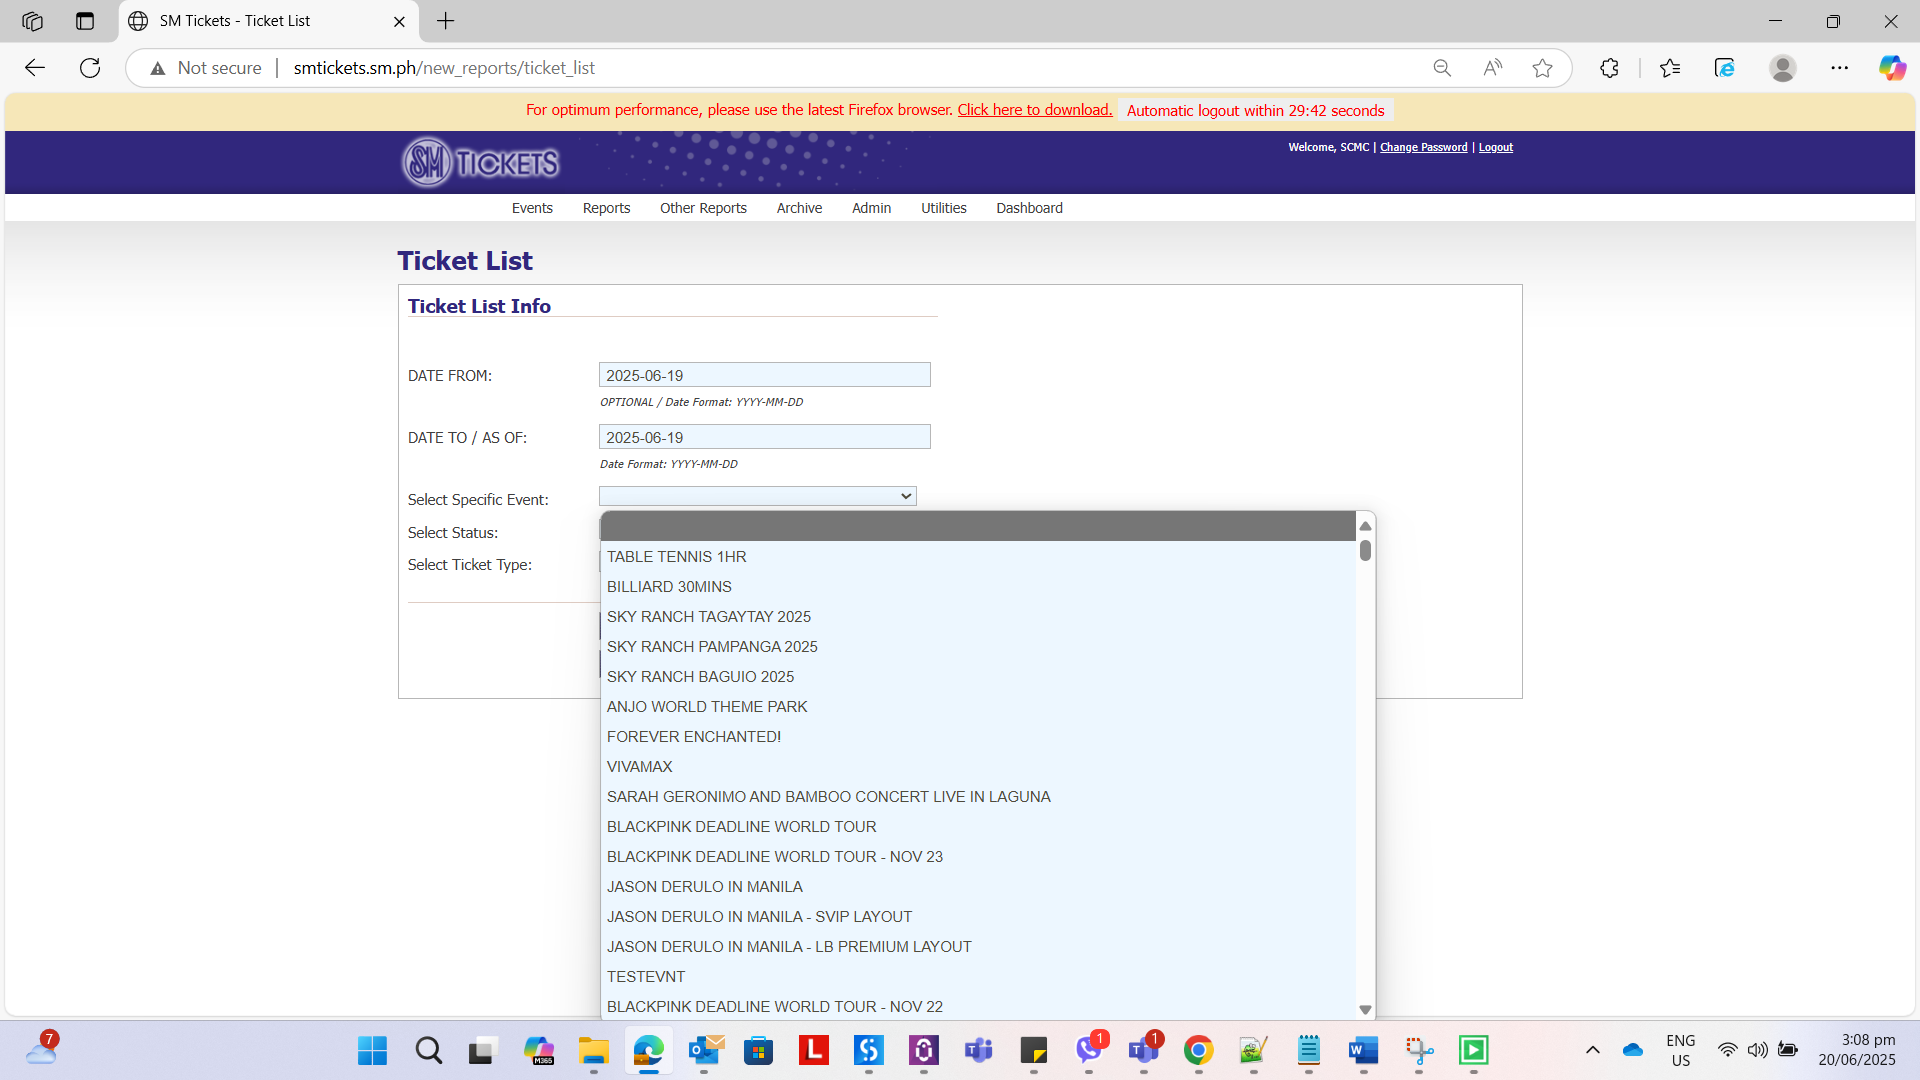 SM Tickets - Ticket List
Not secure
smtickets.sm.ph/new_reports/ticket_list
For optimum performance, please use the latest Firefox browser. Click here to download. Automatic logout within 29:42 seconds
SM TICKETS
Welcome, SCMC | Change Password | Logout
Events Reports Other Reports Archive Admin Utilities Dashboard
Ticket List
Ticket List Info
DATE FROM: 2025-06-19
OPTIONAL / Date Format: YYYY-MM-DD
DATE TO / AS OF: 2025-06-19
Date Format: YYYY-MM-DD
Select Specific Event:
Select Status:
Select Ticket Type:
TABLE TENNIS 1HR
BILLIARD 30MINS
SKY RANCH TAGAYTAY 2025
SKY RANCH PAMPANGA 2025
SKY RANCH BAGUIO 2025
ANJO WORLD THEME PARK
FOREVER ENCHANTED!
VIVAMAX
SARAH GERONIMO AND BAMBOO CONCERT LIVE IN LAGUNA
BLACKPINK DEADLINE WORLD TOUR
BLACKPINK DEADLINE WORLD TOUR - NOV 23
JASON DERULO IN MANILA
JASON DERULO IN MANILA - SVIP LAYOUT
JASON DERULO IN MANILA - LB PREMIUM LAYOUT
TESTEVNT
BLACKPINK DEADLINE WORLD TOUR - NOV 22
7
M365
L
1
1
ENG
US
3:08 pm
20/06/2025